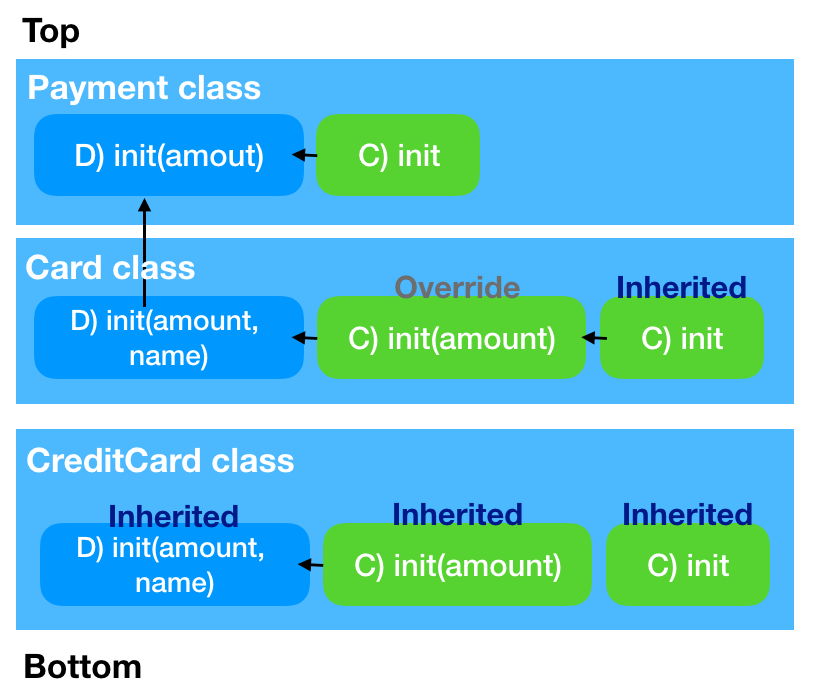 Top
Payment class
D) init(amout)
C) init
Card class
Override
Inherited
D) init(amount,
name)
C) init(amount)
C) init
CreditCard class
Inherited
Inherited
Inherited
D) init(amount,
name)
C) init(amount)
C) init
Bottom